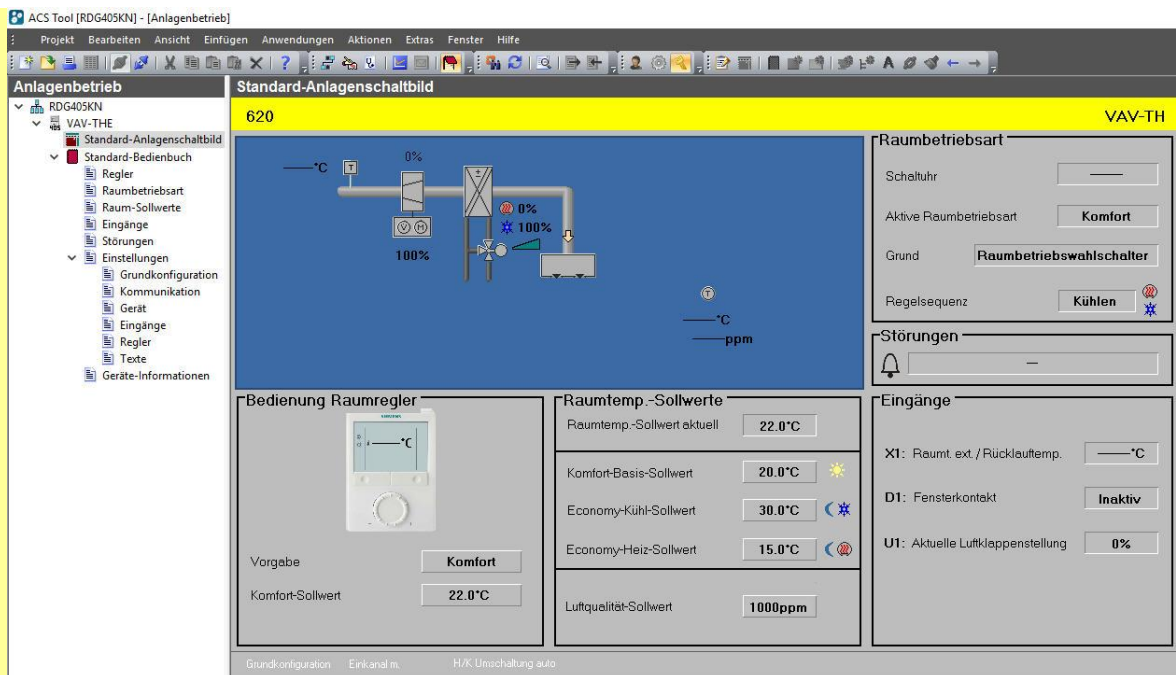 ACS Tool [RDG405KN] - [Anlagenbetrieb]
Projekt Bearbeiten Ansicht Einfügen Anwendungen Aktionen Extras Fenster Hilfe
Anlagenbetrieb
RDG405KN
VAV-THE
Standard-Anlagenschaltbild
Standard-Bedienbuch
Regler
Raumbetriebsart
Raum-Sollwerte
Eingänge
Störungen
Einstellungen
Grundkonfiguration
Kommunikation
Gerät
Eingänge
Regler
Texte
Geräte-Informationen
Standard-Anlagenschaltbild
620 VAV-TH
——°C T 0%
±
0%
100%
V M
100%
T
——°C
——ppm
Raumbetriebsart
Schaltuhr ——
Aktive Raumbetriebsart Komfort
Grund Raumbetriebswahlschalter
Regelsequenz Kühlen
Störungen
—
Bedienung Raumregler
SIEMENS
——°C
Vorgabe Komfort
Komfort-Sollwert 22.0°C
Raumtemp.-Sollwerte
Raumtemp.-Sollwert aktuell 22.0°C
Komfort-Basis-Sollwert 20.0°C
Economy-Kühl-Sollwert 30.0°C
Economy-Heiz-Sollwert 15.0°C
Luftqualität-Sollwert 1000ppm
Eingänge
X1: Raumt. ext. / Rücklauftemp. ——°C
D1: Fensterkontakt Inaktiv
U1: Aktuelle Luftklappenstellung 0%
Grundkonfiguration Einkanal m. H/K Umschaltung auto